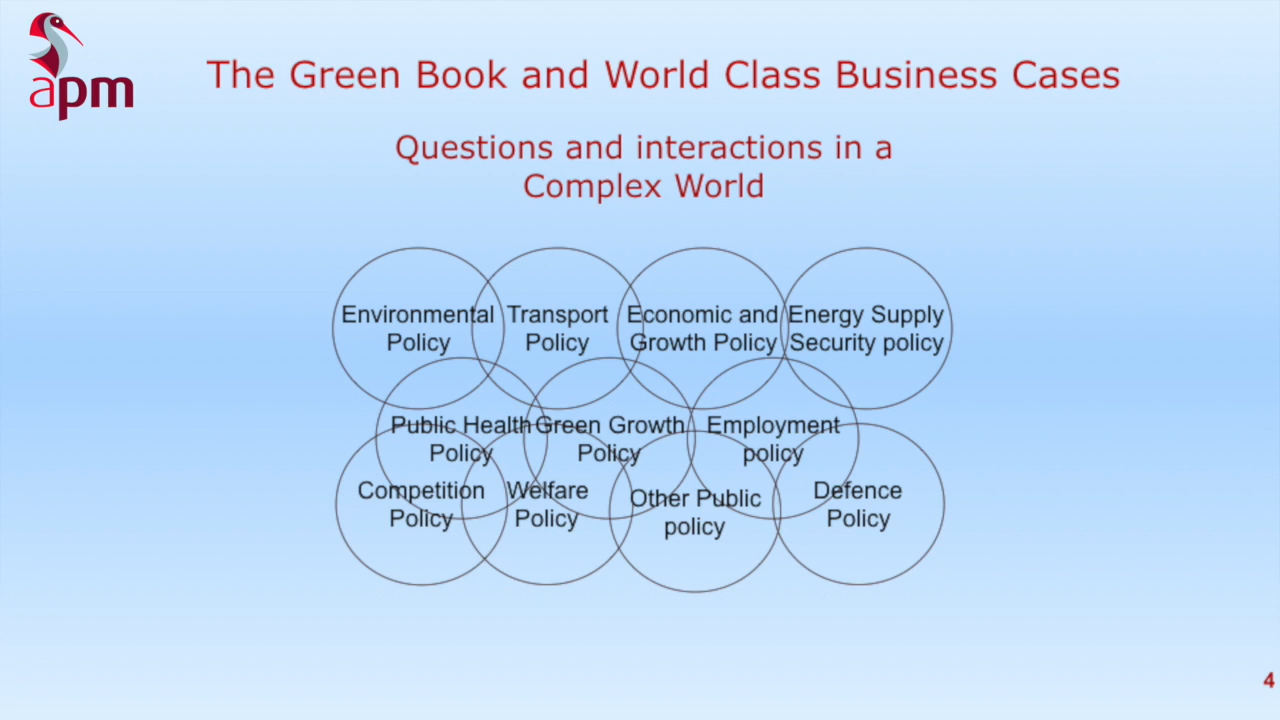 apm
The Green Book and World Class Business Cases
Questions and interactions in a
Complex World
Environmental
Policy
Transport
Policy
Economic and
Growth Policy
Energy Supply
Security policy
Public Health
Policy
Green Growth
Policy
Employment
policy
Competition
Policy
Welfare
Policy
Other Public
policy
Defence
Policy
4